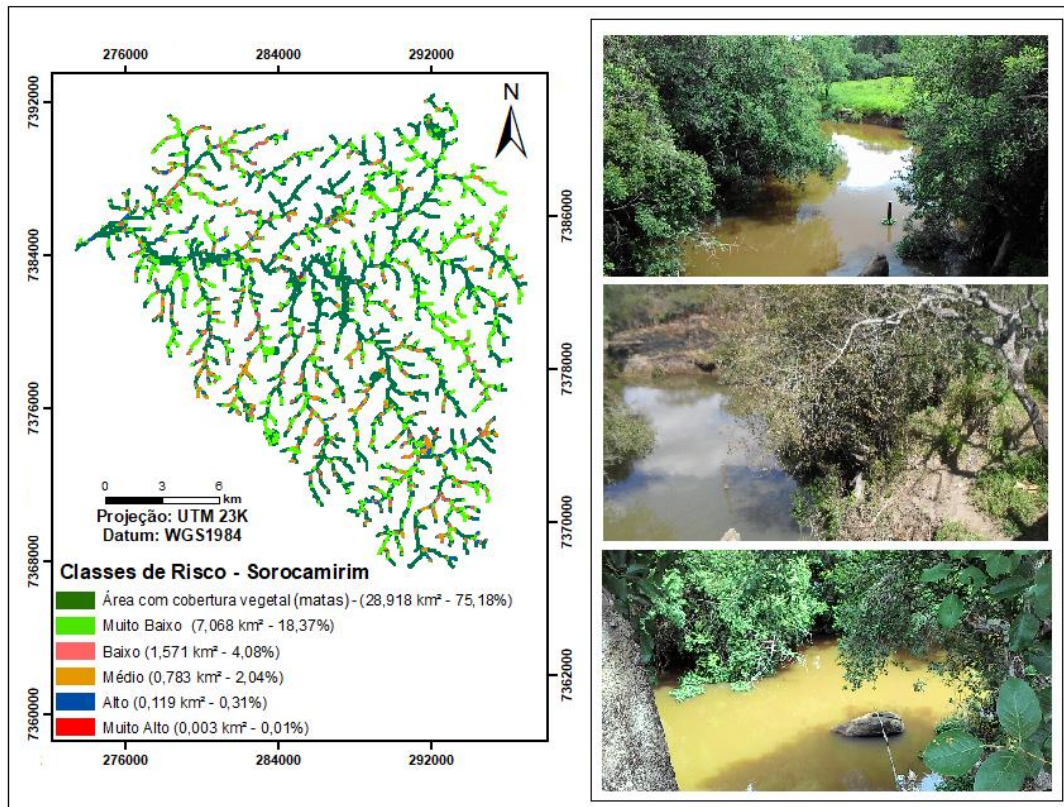 276000 284000 292000
N
7392000
7386000
7384000
7378000
7376000
0 3 6
km
Projeção: UTM 23K
Datum: WGS1984
7370000
7368000
Classes de Risco - Sorocamirim
Área com cobertura vegetal (matas) - (28,918 km² - 75,18%)
Muito Baixo (7,068 km² - 18,37%)
Baixo (1,571 km² - 4,08%)
Médio (0,783 km² - 2,04%)
Alto (0,119 km² - 0,31%)
Muito Alto (0,003 km² - 0,01%)
7362000
7360000
276000 284000 292000